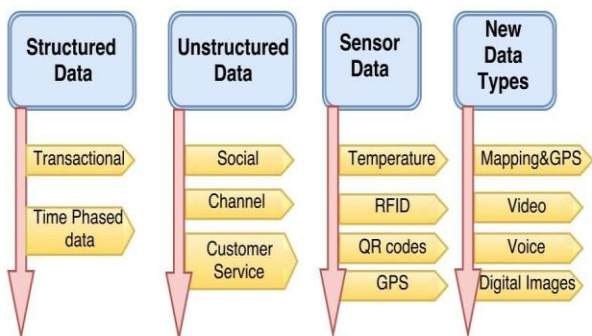 Structured
Data
Transactional
Time Phased
data
Unstructured
Data
Social
Channel
Customer
Service
Sensor
Data
Temperature
RFID
QR codes
GPS
New
Data
Types
Mapping&GPS
Video
Voice
Digital Images